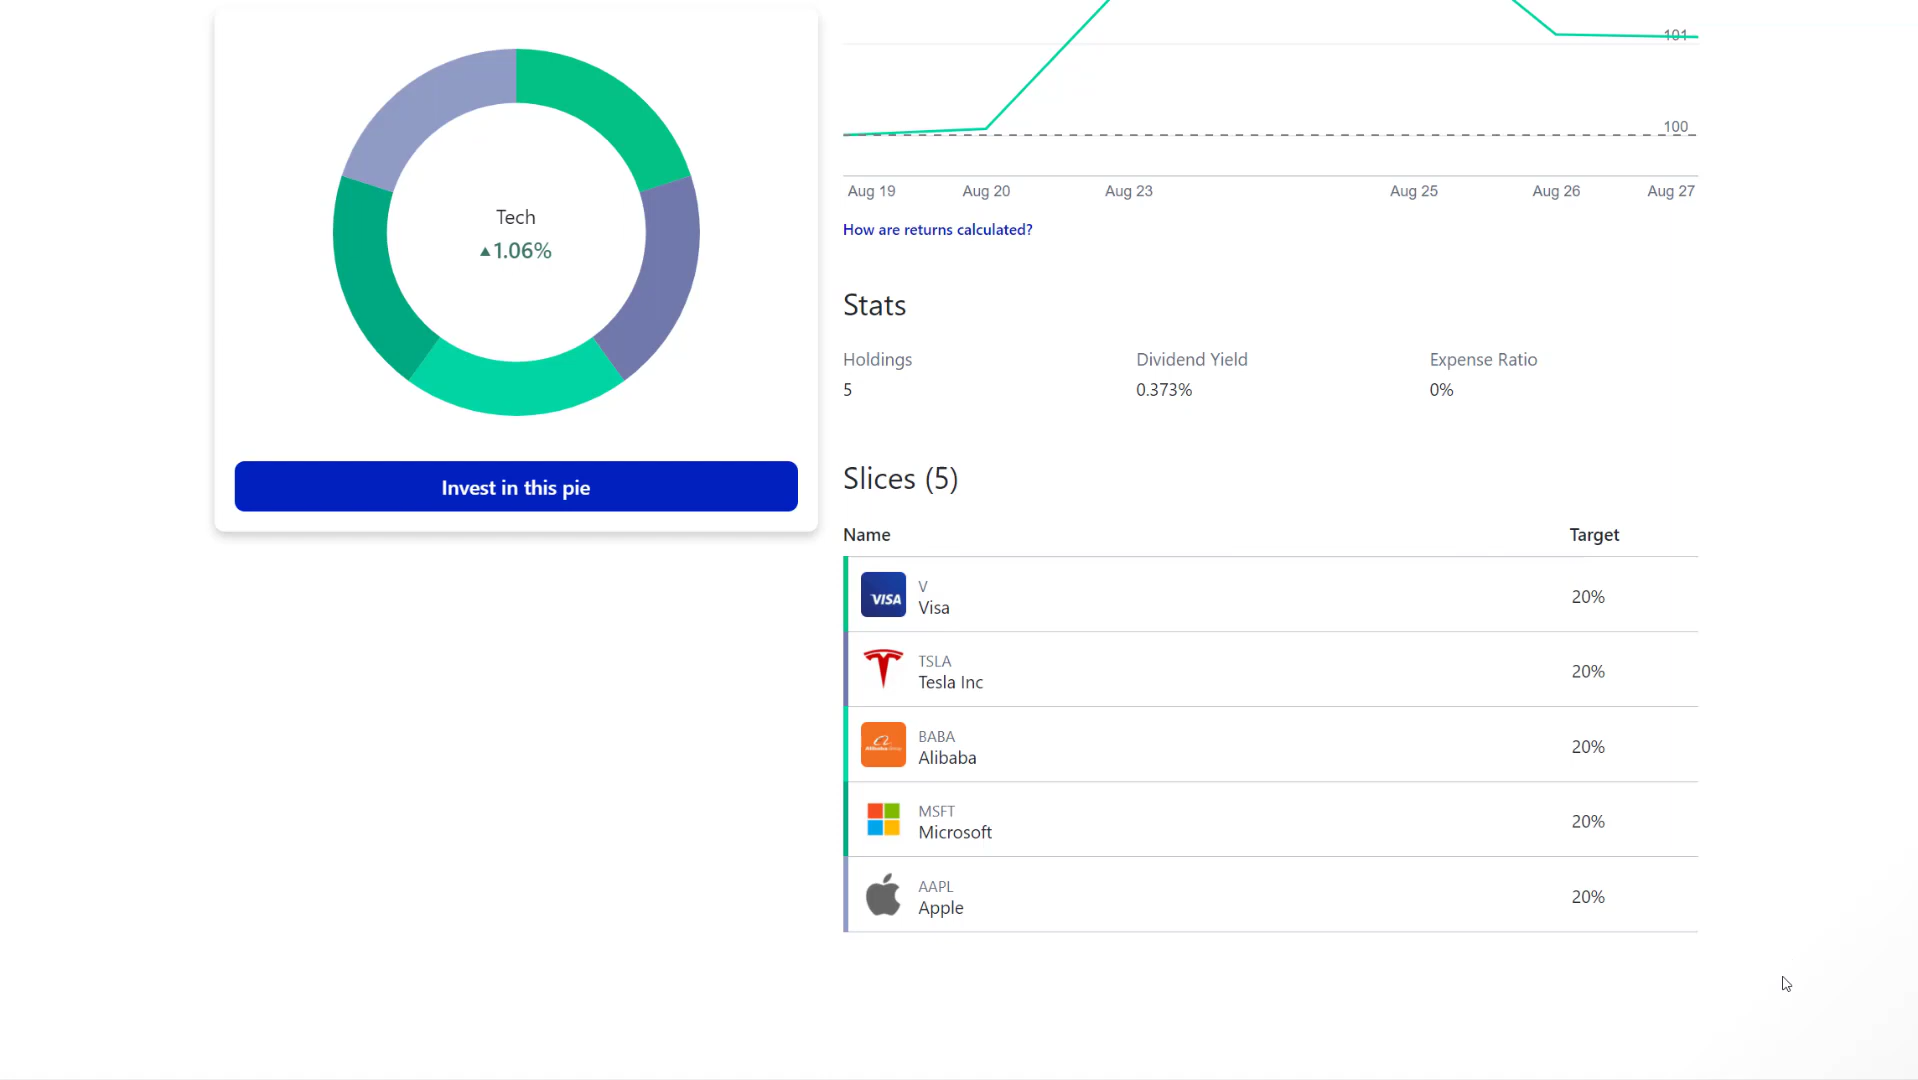 Tech
▲1.06%
Invest in this pie
101
100
Aug 19 Aug 20 Aug 23 Aug 25 Aug 26 Aug 27
How are returns calculated?
Stats
Holdings Dividend Yield Expense Ratio
5 0.373% 0%
Slices (5)
Name Target
VISA
V
Visa
20%
TSLA
Tesla Inc
20%
BABA
Alibaba
20%
MSFT
Microsoft
20%
AAPL
Apple
20%